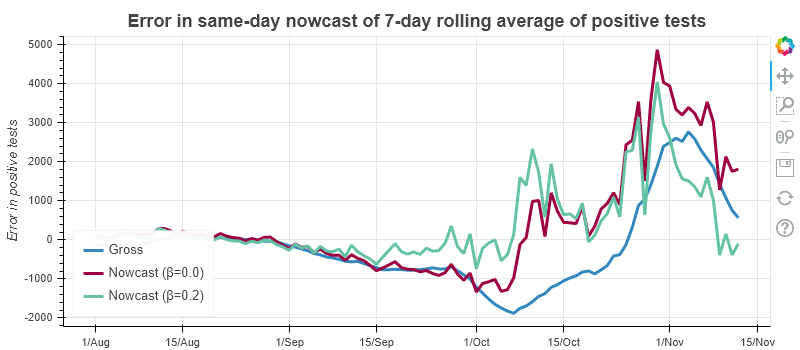 Error in same-day nowcast of 7-day rolling average of positive tests
Error in positive tests
5000
4000
3000
2000
1000
0
-1000
-2000
Gross
Nowcast (β=0.0)
Nowcast (β=0.2)
1/Aug
15/Aug
1/Sep
15/Sep
1/Oct
15/Oct
1/Nov
15/Nov